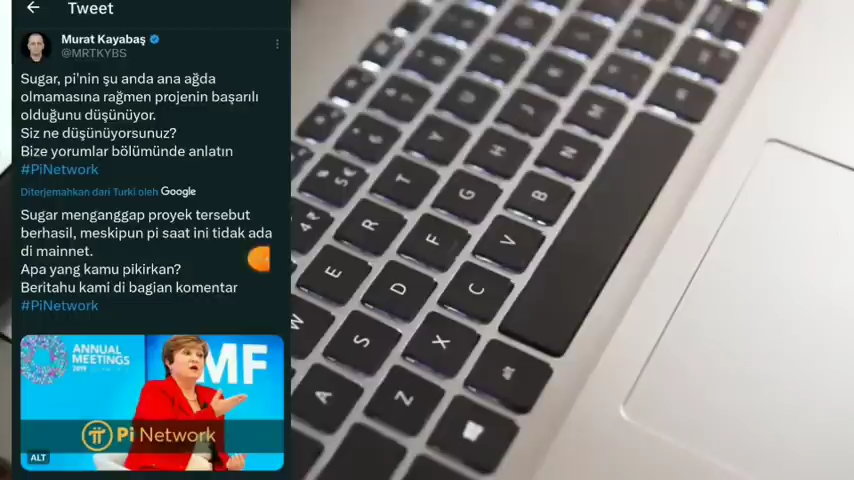 Tweet
Murat Kayabaş
@MRTKYBS
Sugar, pi'nin şu anda ana ağda
olmamasına rağmen projenin başarılı
olduğunu düşünüyor.
Siz ne düşünüyorsunuz?
Bize yorumlar bölümünde anlatın
#PiNetwork
Diterjemahkan dari Turki oleh Google
Sugar menganggap proyek tersebut
berhasil, meskipun pi saat ini tidak ada
di mainnet.
Apa yang kamu pikirkan?
Beritahu kami di bagian komentar
#PiNetwork
ANNUAL
MEETINGS
2019
MF
Pi Network
ALT
Y
H
N
T
G
B
R
F
V
E
D
C
W
S
X
A
Z